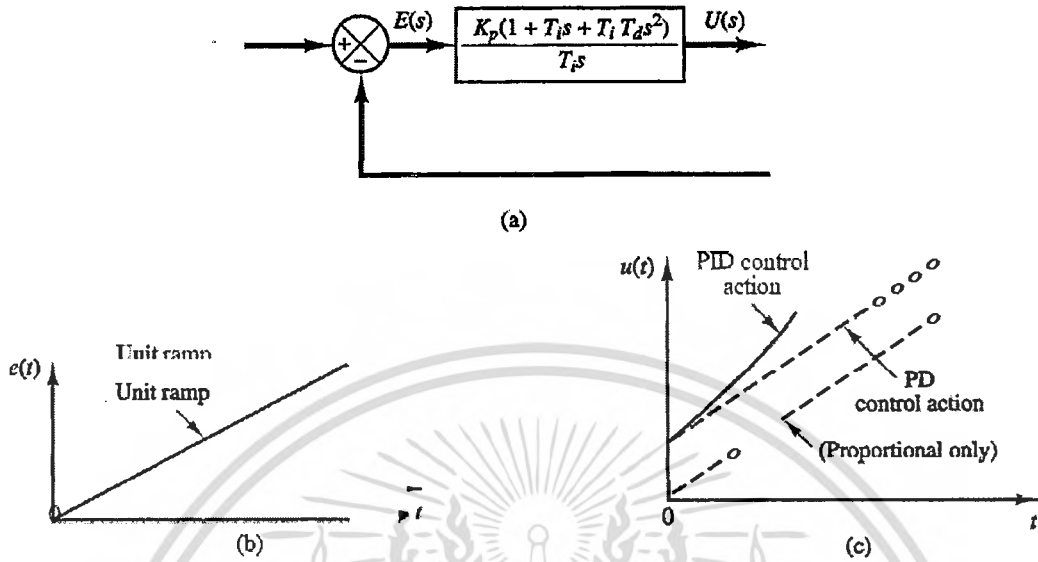 E(s)
K_p(1 + T_i s + T_i T_d s²)
T_i s
U(s)
+
−
(a)
Unit ramp
e(t)
Unit ramp
0
t
(b)
u(t)
PID control
action
PD
control action
(Proportional only)
0
t
(c)